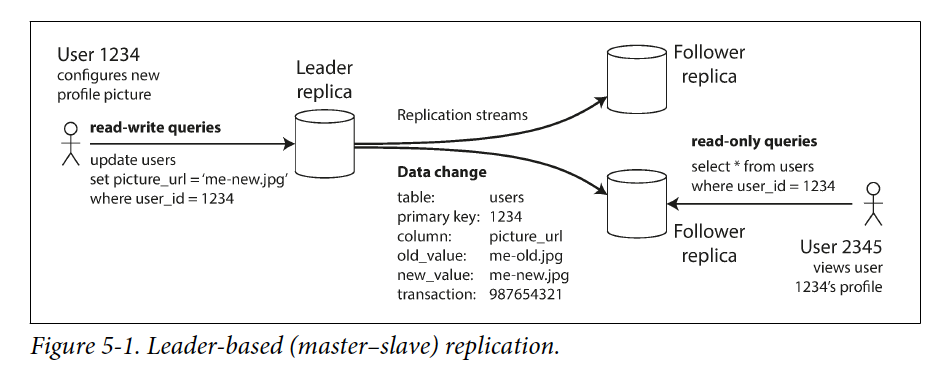 User 1234
configures new
profile picture
read-write queries
update users
set picture_url = ‘me-new.jpg’
where user_id = 1234
Leader
replica
Replication streams
Data change
table: users
primary key: 1234
column: picture_url
old_value: me-old.jpg
new_value: me-new.jpg
transaction: 987654321
Follower
replica
read-only queries
select * from users
where user_id = 1234
Follower
replica
User 2345
views user
1234’s profile
Figure 5-1. Leader-based (master–slave) replication.